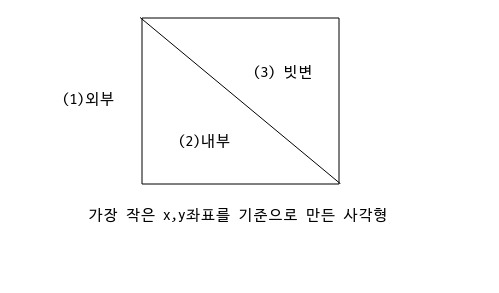 (3) 빗변
(1)외부
(2)내부
가장 작은 x,y좌표를 기준으로 만든 사각형